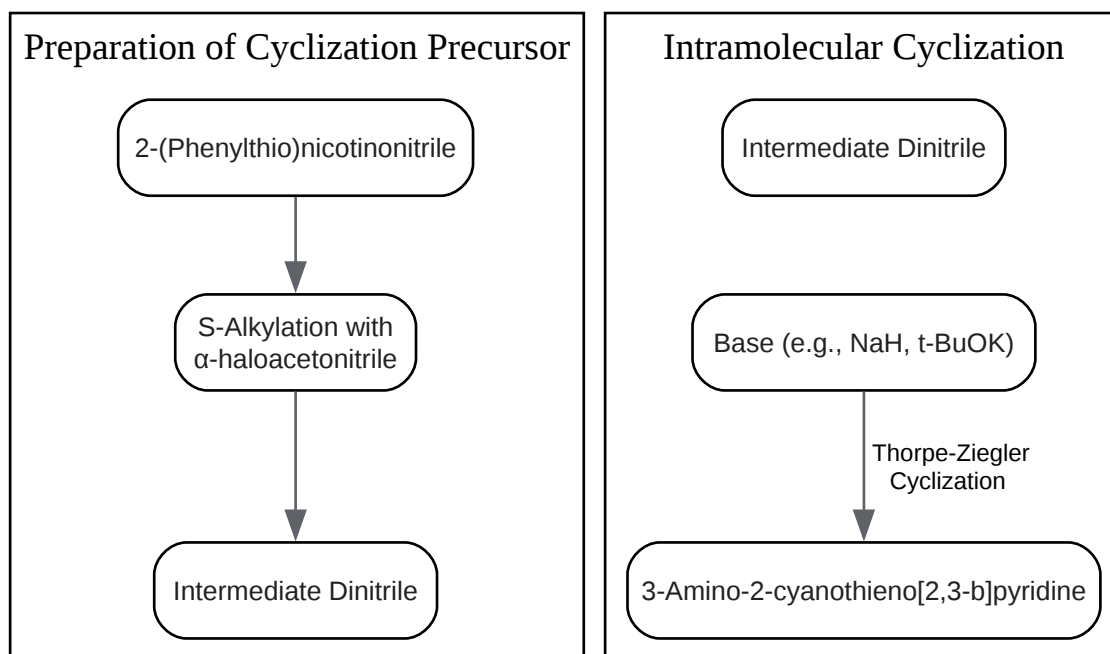 Preparation of Cyclization Precursor
2-(Phenylthio)nicotinonitrile
S-Alkylation with
α-haloacetonitrile
Intermediate Dinitrile
Intramolecular Cyclization
Intermediate Dinitrile
Base (e.g., NaH, t-BuOK)
Thorpe-Ziegler
Cyclization
3-Amino-2-cyanothieno[2,3-b]pyridine